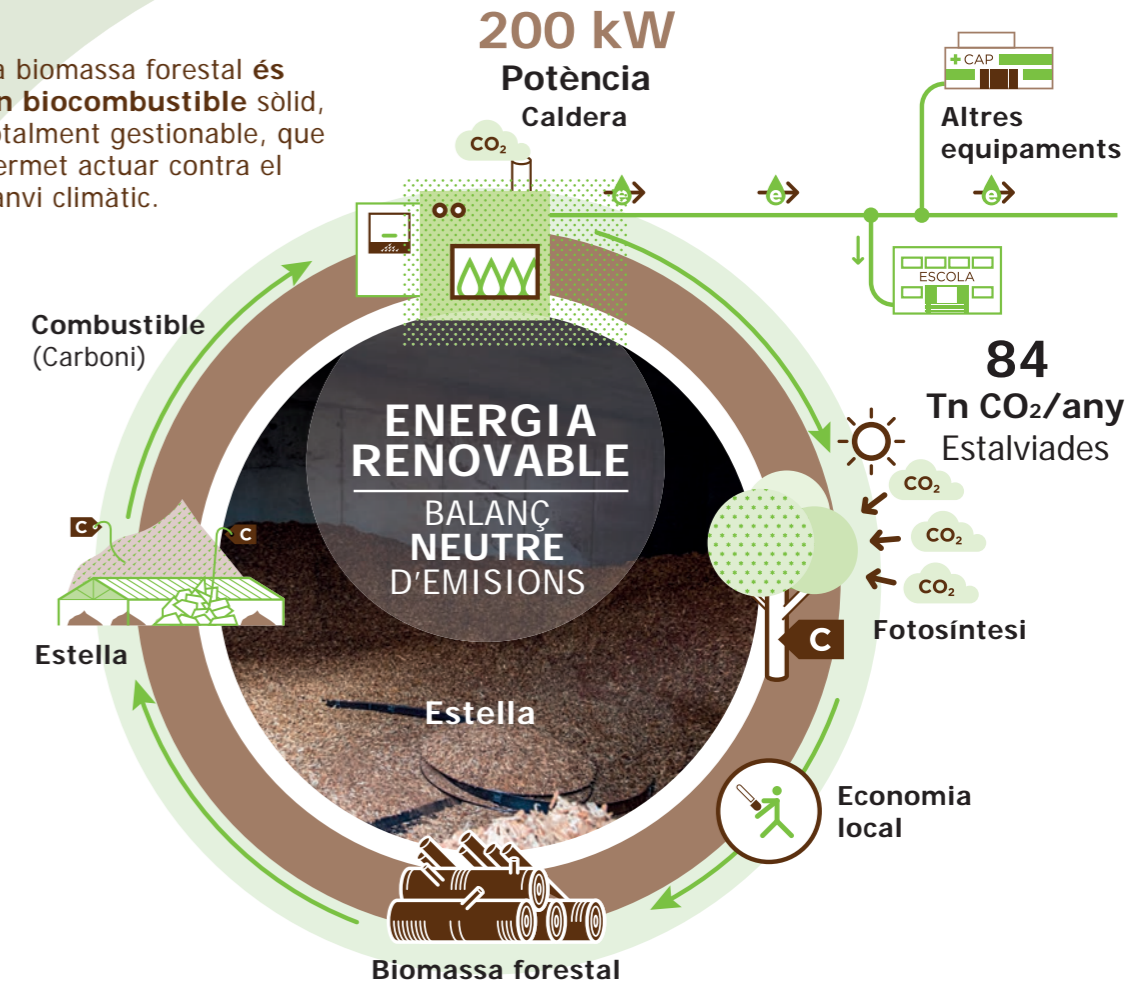 200 kW
Potència
Caldera
a biomassa forestal és
n biocombustible sòlid,
otalment gestionable, que
ermet actuar contra el
anvi climàtic.
CO₂
+ CAP
Altres
equipaments
e
e
e
ESCOLA
Combustible
(Carboni)
84
Tn CO₂/any
Estalviades
ENERGIA
RENOVABLE
BALANÇ
NEUTRE
D'EMISIONS
CO₂
CO₂
CO₂
C
C
Estella
C
Fotosíntesi
Estella
Economia
local
Biomassa forestal